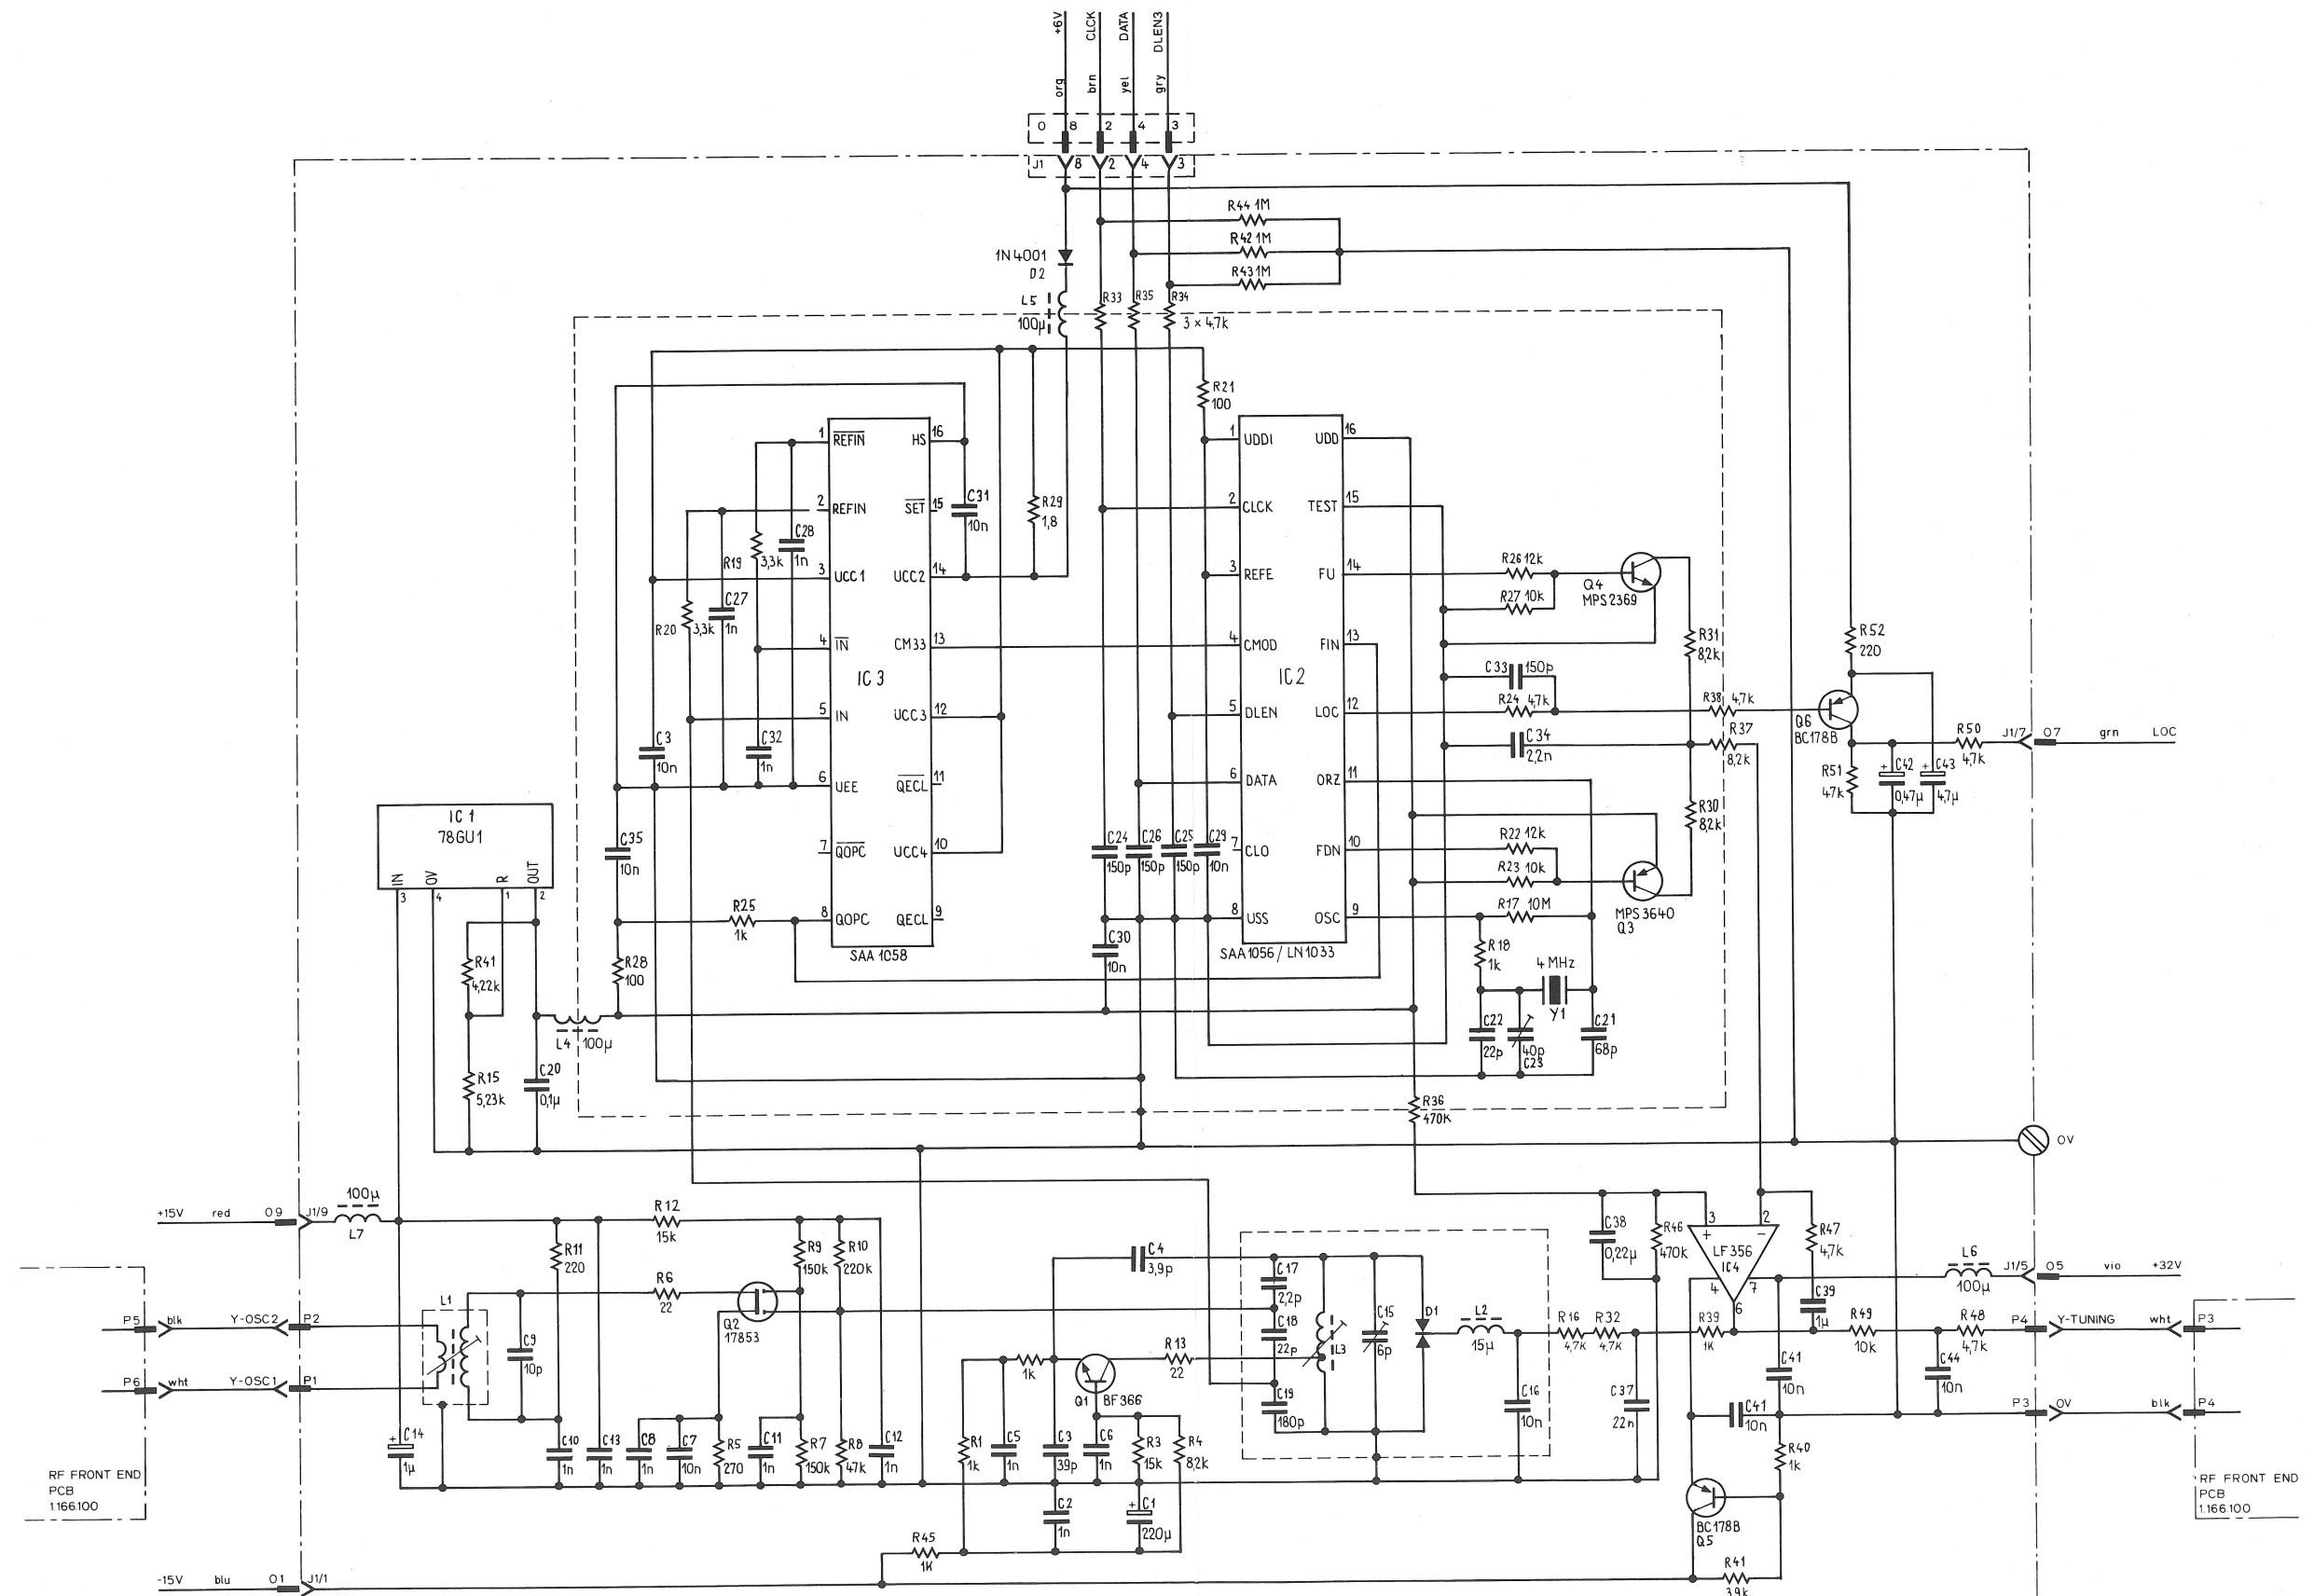 +6V
CLCK
DATA
DLEN3
org
brn
yel
gry
O 8 2 4 3
J1 8 2 4 3
R44 1M
R42 1M
R43 1M
1N4001
D2
L5
100µ
R33
R35
R34
3 × 4,7k
R21
100
1 REFIN
HS 16
2 REFIN
SET 15
3 UCC1
UCC2 14
4 IN
CM33 13
IC 3
5 IN
UCC3 12
6 UEE
QECL 11
7 QOPC
UCC4 10
8 QOPC
QECL 9
SAA 1058
C31
10n
R29
1,8
C28
1n
R19
3,3k
C27
1n
R20
3,3k
C3
10n
C32
1n
C35
10n
R25
1k
R28
100
1 UDDI
UDD 16
2 CLCK
TEST 15
3 REFE
FU 14
4 CMOD
FIN 13
IC 2
5 DLEN
LOC 12
6 DATA
ORZ 11
7 CLO
FDN 10
8 USS
OSC 9
SAA1056 / LN1033
C24
150p
C26
150p
C25
150p
C29
10n
C30
10n
R26 12k
R27 10k
Q4
MPS2369
R31
8,2k
C33 150p
R24 4,7k
R38 4,7k
C34
2,2n
R37
8,2k
R30
8,2k
R22 12k
R23 10k
R17 10M
MPS3640
Q3
R18
1k
4 MHz
Y1
C22
22p
40p
C23
C21
68p
R36
470K
R52
220
Q6
BC178B
R51
47k
C42
+
0,47µ
C43
+
4,7µ
R50
4,7k
J1/7 07
grn
LOC
IC 1
78GU1
IN
OV
R
OUT
3
4
1
2
R41
4,22k
R15
5,23k
C20
0,1µ
L4 100µ
OV
+15V
red
09
J1/9
100µ
L7
R12
15k
R11
220
R9
150k
R10
220k
R6
22
Q2
17853
L1
C9
10p
P5
blk
Y-OSC2
P2
P6
wht
Y-OSC1
P1
RF FRONT END
PCB
1.166.100
+
C14
1µ
C10
1n
C13
1n
C8
1n
C7
10n
R5
270
C11
1n
R7
150k
R8
47k
C12
1n
R1
1k
C5
1n
1k
C3
39p
C6
1n
R3
15k
R4
8,2k
C2
1n
+
C1
220µ
R45
1K
Q1
BF366
R13
22
C4
3,9p
C17
2,2p
C18
22p
C19
180p
L3
C15
6p
D1
L2
15µ
C16
10n
R16
4,7K
R32
4,7K
C37
22n
C38
0,22µ
R46
470k
3
2
+
−
LF356
IC4
4
7
6
R39
1K
R47
4,7k
C39
1µ
C41
10n
C41
10n
R49
10k
C44
10n
R48
4,7k
L6
100µ
J1/5 05
vio
+32V
P4
Y-TUNING
wht
P3
P3
OV
blk
P4
R40
1k
BC178B
Q5
R41
39k
RF FRONT END
PCB
1.166.100
-15V
blu
01
J1/1